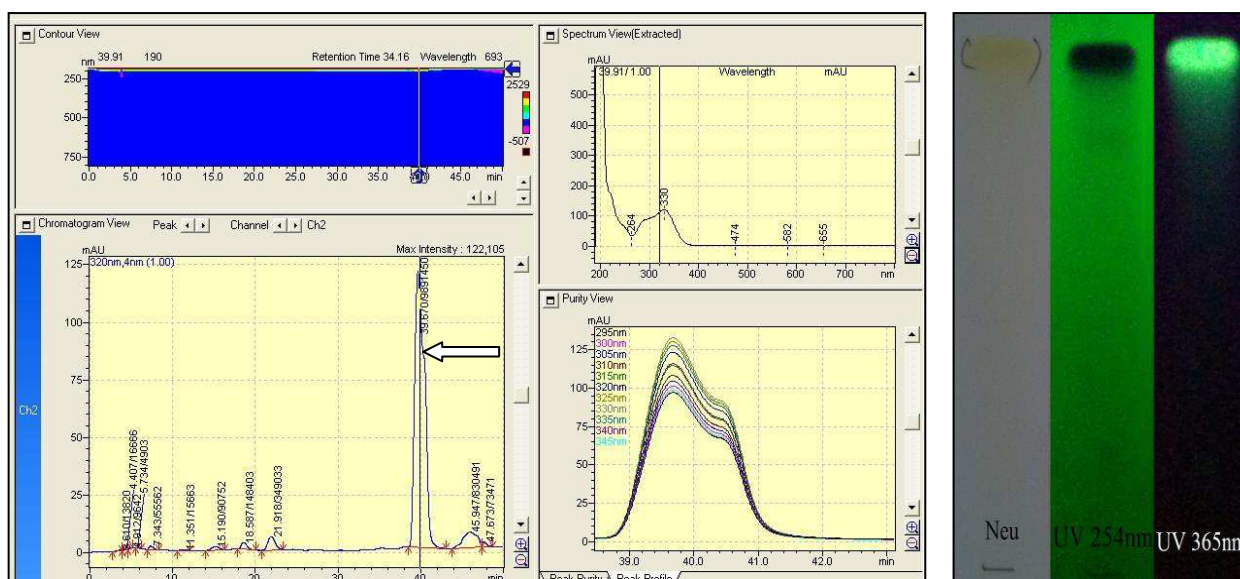 Contour View
nm 39.91 190 Retention Time 34.16 Wavelength 693
250
500
750
0.0 5.0 10.0 15.0 20.0 25.0 30.0 35.0 45.0 min
2529
-507
Chromatogram View Peak Channel Ch2
mAU Max Intensity : 122,105
320nm,4nm (1.00)
125
100
75
50
25
0
0 10 20 30 40 min
Ch2
4.407/16666
5.734/4903
7.343/55562
11.351/15663
15.190/90752
18.587/148403
21.918/349033
39.670/9891450
45.947/830491
47.673/73471
Spectrum View(Extracted)
mAU
39.91/ 1.00 Wavelength mAU
500
400
300
200
100
0
264
330
474
582
655
200 300 400 500 600 700 nm
Purity View
mAU
295nm
300nm
305nm
310nm
315nm
320nm
325nm
330nm
335nm
340nm
345nm
125
100
75
50
25
0
39.0 40.0 41.0 42.0 min
Peak Purity Peak Profile
Neu UV 254nm UV 365nm